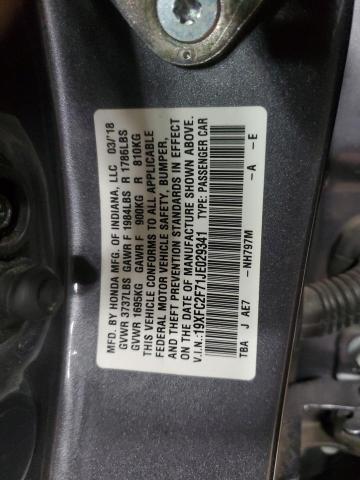 MFD. BY HONDA MFG. OF INDIANA, LLC 03/'18
GVWR 3737LBS GAWR F 1984LBS R 1786LBS
GVWR 1695KG GAWR F 900KG R 810KG
THIS VEHICLE CONFORMS TO ALL APPLICABLE
FEDERAL MOTOR VEHICLE SAFETY, BUMPER,
AND THEFT PREVENTION STANDARDS IN EFFECT
ON THE DATE OF MANUFACTURE SHOWN ABOVE.
V.I.N.:19XFC2F71JE029341 TYPE: PASSENGER CAR
TBA J AE7 -NH797M -A -E